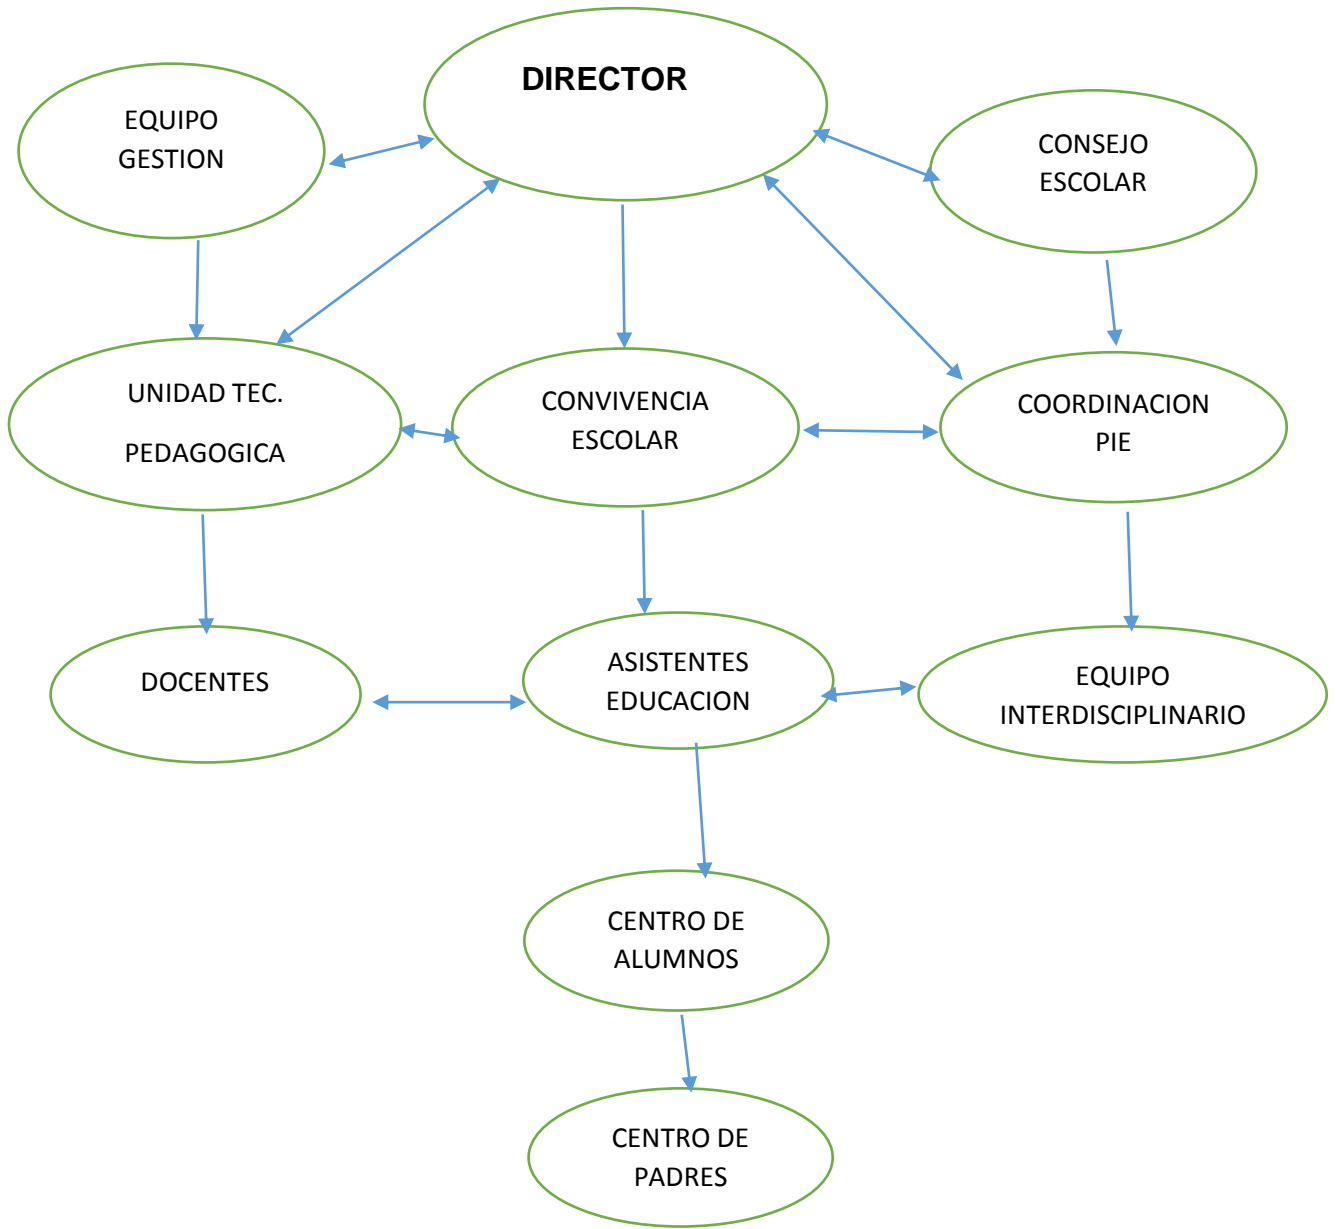 DIRECTOR
EQUIPO
GESTION
CONSEJO
ESCOLAR
UNIDAD TEC.
PEDAGOGICA
CONVIVENCIA
ESCOLAR
COORDINACION
PIE
DOCENTES
ASISTENTES
EDUCACION
EQUIPO
INTERDISCIPLINARIO
CENTRO DE
ALUMNOS
CENTRO DE
PADRES